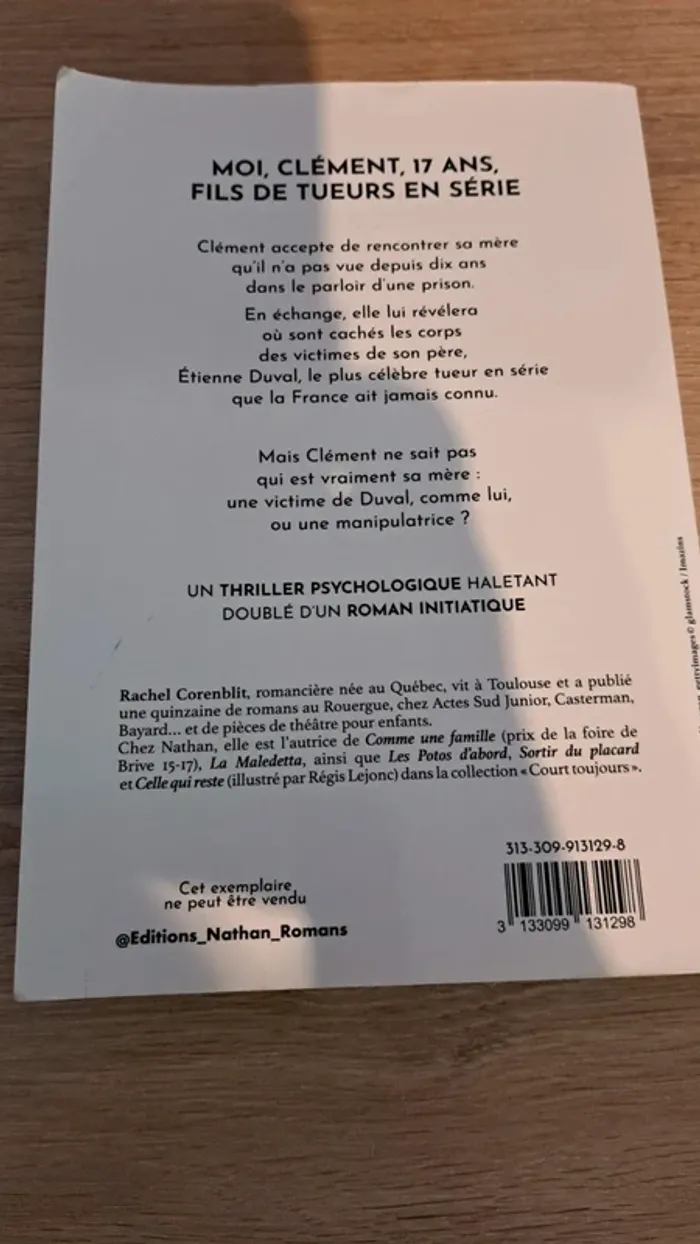 MOI, CLÉMENT, 17 ANS,
FILS DE TUEURS EN SÉRIE
Clément accepte de rencontrer sa mère
qu'il n'a pas vue depuis dix ans
dans le parloir d'une prison.
En échange, elle lui révélera
où sont cachés les corps
des victimes de son père,
Étienne Duval, le plus célèbre tueur en série
que la France ait jamais connu.
Mais Clément ne sait pas
qui est vraiment sa mère :
une victime de Duval, comme lui,
ou une manipulatrice ?
UN THRILLER PSYCHOLOGIQUE HALETANT
DOUBLÉ D'UN ROMAN INITIATIQUE
Rachel Corenblit, romancière née au Québec, vit à Toulouse et a publié
une quinzaine de romans au Rouergue, chez Actes Sud Junior, Casterman,
Bayard... et de pièces de théâtre pour enfants.
Chez Nathan, elle est l'autrice de Comme une famille (prix de la foire de
Brive 15-17), La Maledetta, ainsi que Les Potos d'abord, Sortir du placard
et Celle qui reste (illustré par Régis Lejonc) dans la collection « Court toujours ».
Cet exemplaire
ne peut être vendu
@Editions_Nathan_Romans
313-309-913129-8
3 133099 131298
gettyimages © glamstock / Imazins